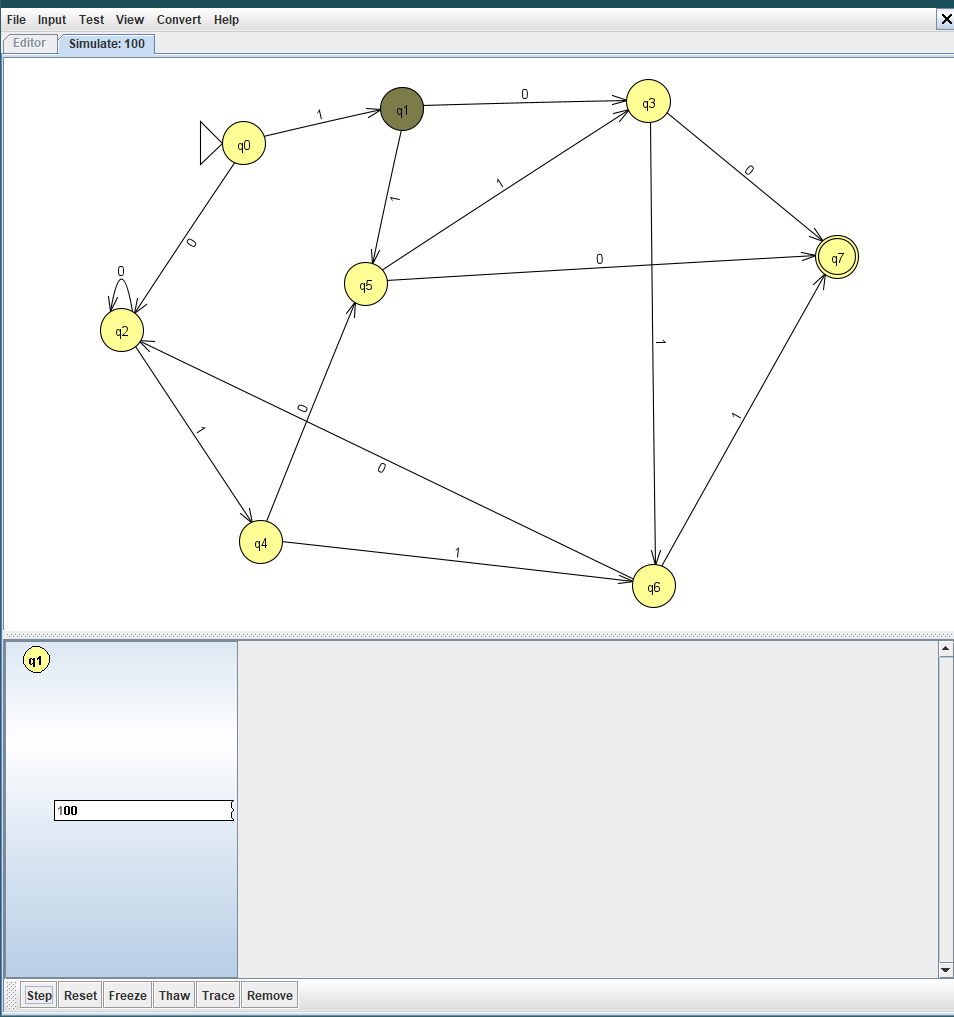 File Input Test View Convert Help
Editor Simulate: 100
0
q3
q1
1
q0
0
1
1
0
0
q7
0
0
q5
q2
1
0
1
1
0
q4
1
q6
q1
100
Step Reset Freeze Thaw Trace Remove